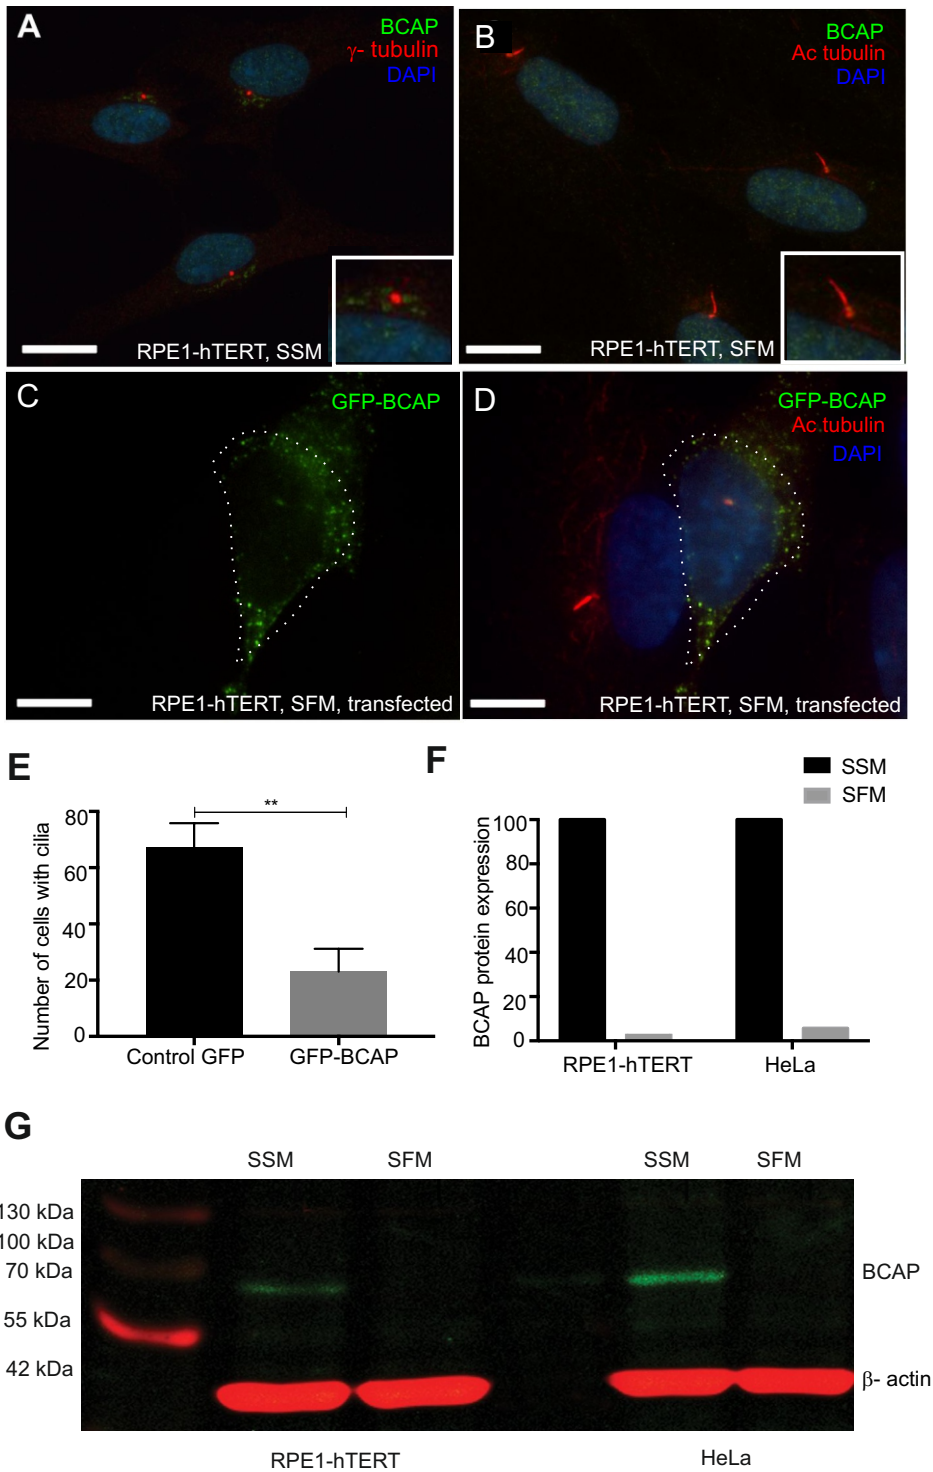 A
BCAP
γ- tubulin
DAPI
RPE1-hTERT, SSM
B
BCAP
Ac tubulin
DAPI
RPE1-hTERT, SFM
C
GFP-BCAP
RPE1-hTERT, SFM, transfected
D
GFP-BCAP
Ac tubulin
DAPI
RPE1-hTERT, SFM, transfected
E
Number of cells with cilia
80
60
40
20
0
**
Control GFP
GFP-BCAP
F
SSM
SFM
BCAP protein expression
100
80
60
40
20
0
RPE1-hTERT
HeLa
G
SSM
SFM
SSM
SFM
130 kDa
100 kDa
70 kDa
55 kDa
42 kDa
BCAP
β- actin
RPE1-hTERT
HeLa